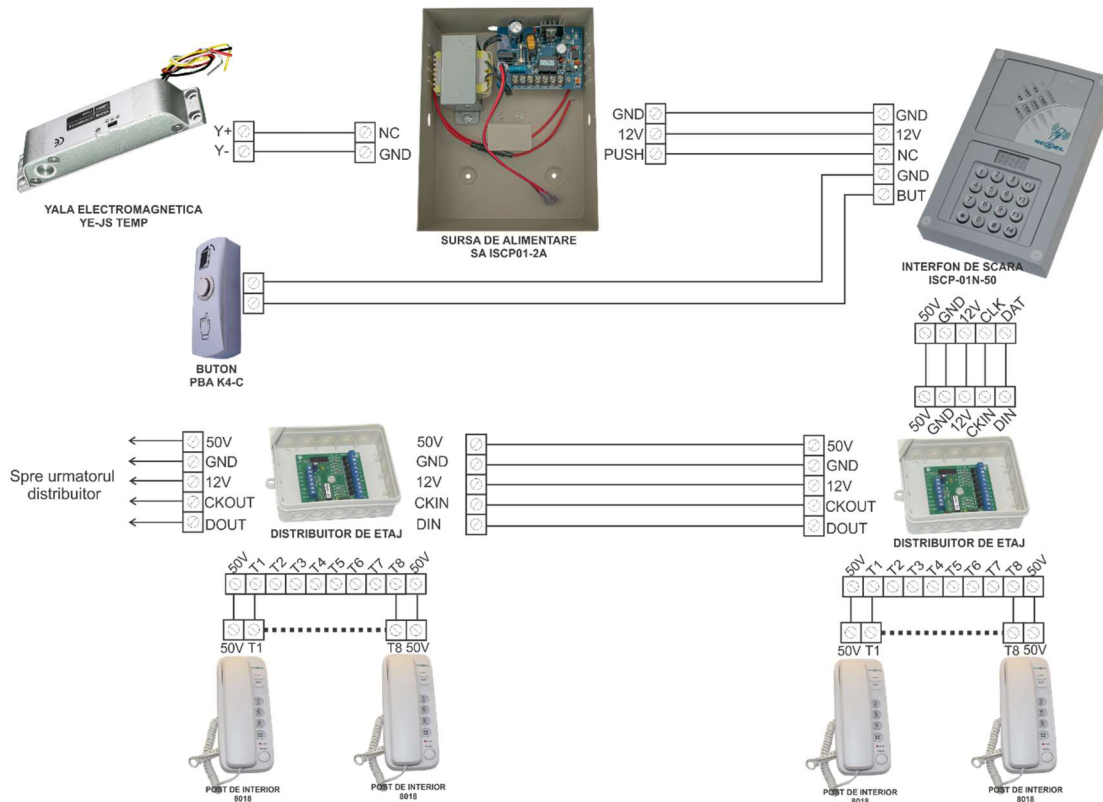 Y+
Y-
NC
GND
GND
12V
PUSH
GND
12V
NC
GND
BUT
YALA ELECTROMAGNETICA
YE-JS TEMP
SURSA DE ALIMENTARE
SA ISCP01-2A
INTERFON DE SCARA
ISCP-01N-50
BUTON
PBA K4-C
50V
GND
12V
CLK
DAT
50V
GND
12V
CKIN
DIN
Spre urmatorul
distribuitor
50V
GND
12V
CKOUT
DOUT
DISTRIBUITOR DE ETAJ
50V
GND
12V
CKIN
DIN
50V
GND
12V
CKOUT
DOUT
DISTRIBUITOR DE ETAJ
50V T1 T2 T3 T4 T5 T6 T7 T8 50V
50V T1
T8 50V
POST DE INTERIOR
8018
POST DE INTERIOR
8018
50V T1 T2 T3 T4 T5 T6 T7 T8 50V
50V T1
T8 50V
POST DE INTERIOR
8018
POST DE INTERIOR
8018